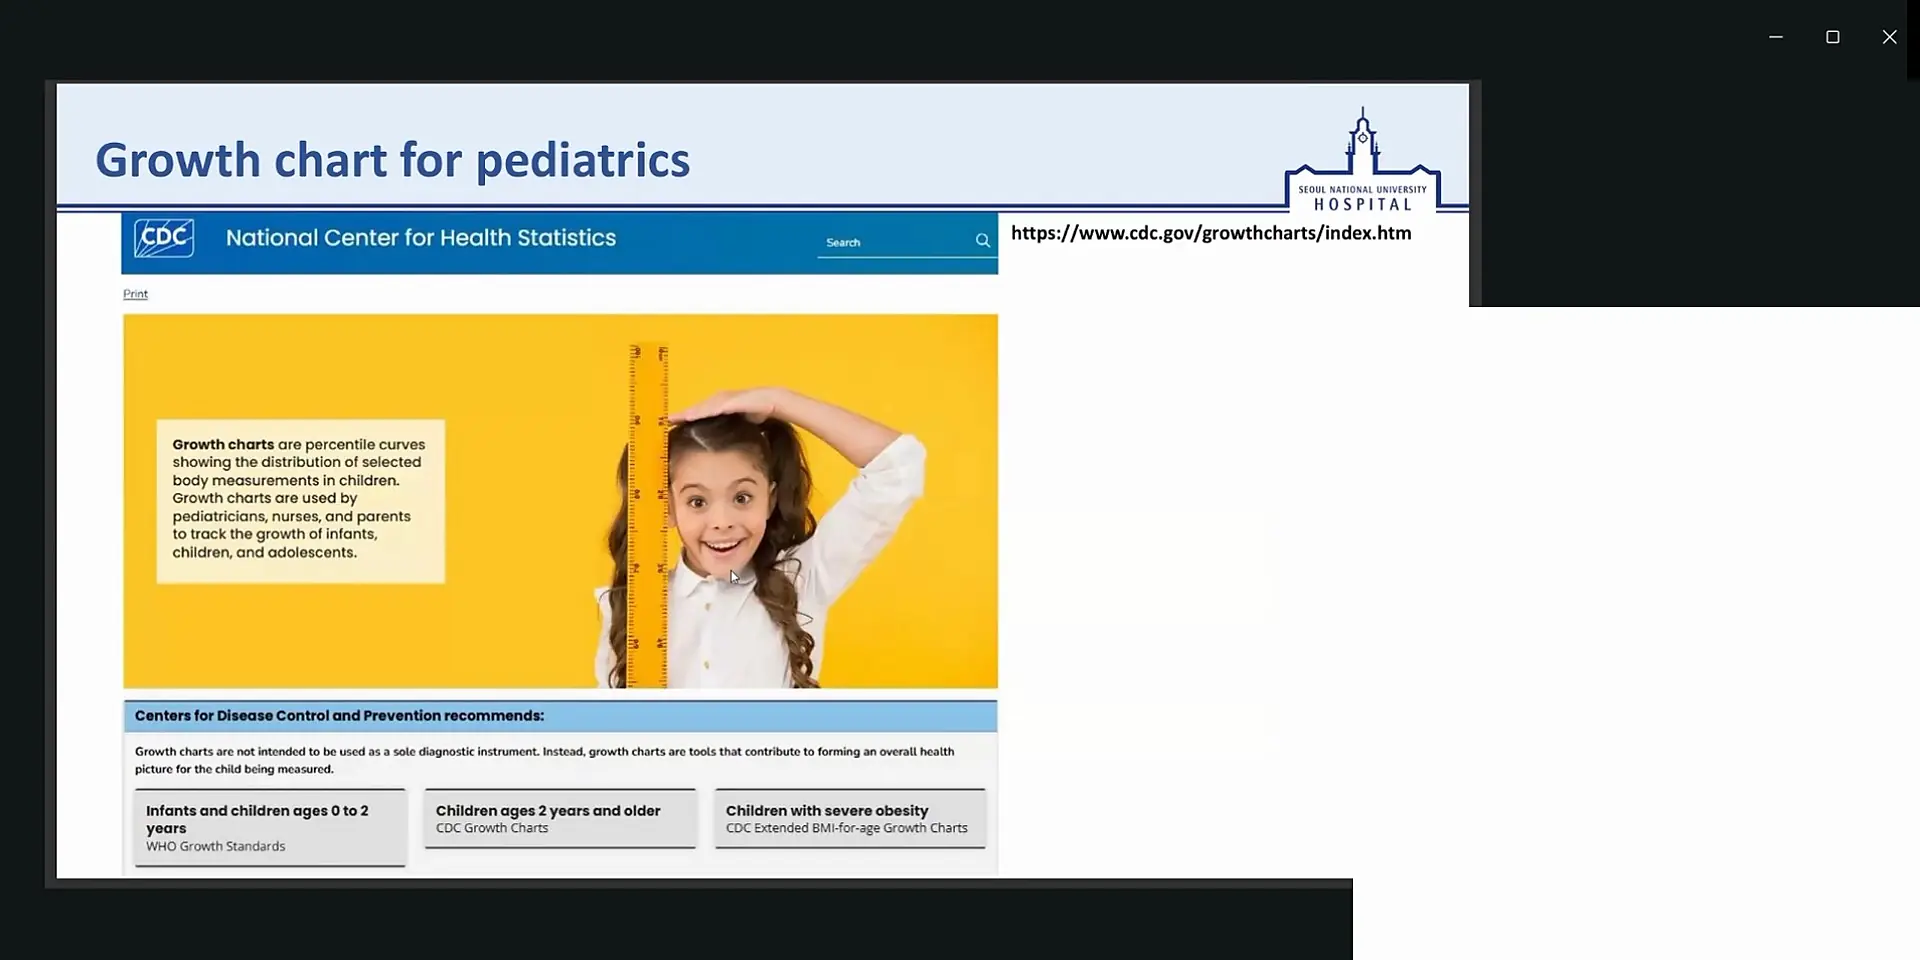 Growth chart for pediatrics
SEOUL NATIONAL UNIVERSITY
HOSPITAL
CDC
National Center for Health Statistics
Search
https://www.cdc.gov/growthcharts/index.htm
Print
Growth charts are percentile curves
showing the distribution of selected
body measurements in children.
Growth charts are used by
pediatricians, nurses, and parents
to track the growth of infants,
children, and adolescents.
Centers for Disease Control and Prevention recommends:
Growth charts are not intended to be used as a sole diagnostic instrument. Instead, growth charts are tools that contribute to forming an overall health
picture for the child being measured.
Infants and children ages 0 to 2
years
WHO Growth Standards
Children ages 2 years and older
CDC Growth Charts
Children with severe obesity
CDC Extended BMI-for-age Growth Charts